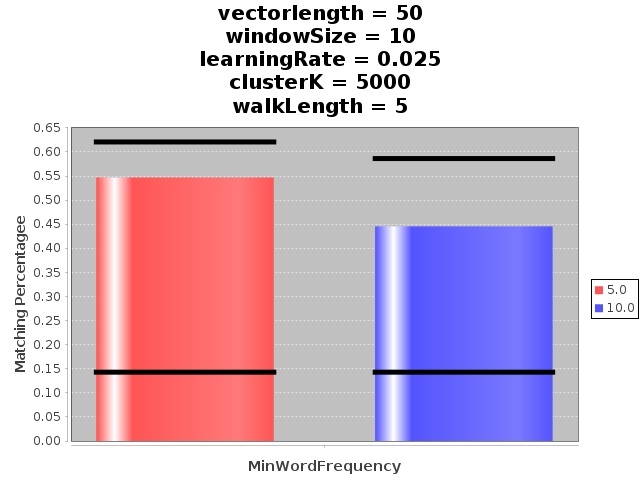 vectorlength = 50
windowSize = 10
learningRate = 0.025
clusterK = 5000
walkLength = 5
0.65
0.60
0.55
0.50
0.45
0.40
0.35
0.30
0.25
0.20
0.15
0.10
0.05
0.00
Matching Percentagee
MinWordFrequency
5.0
10.0